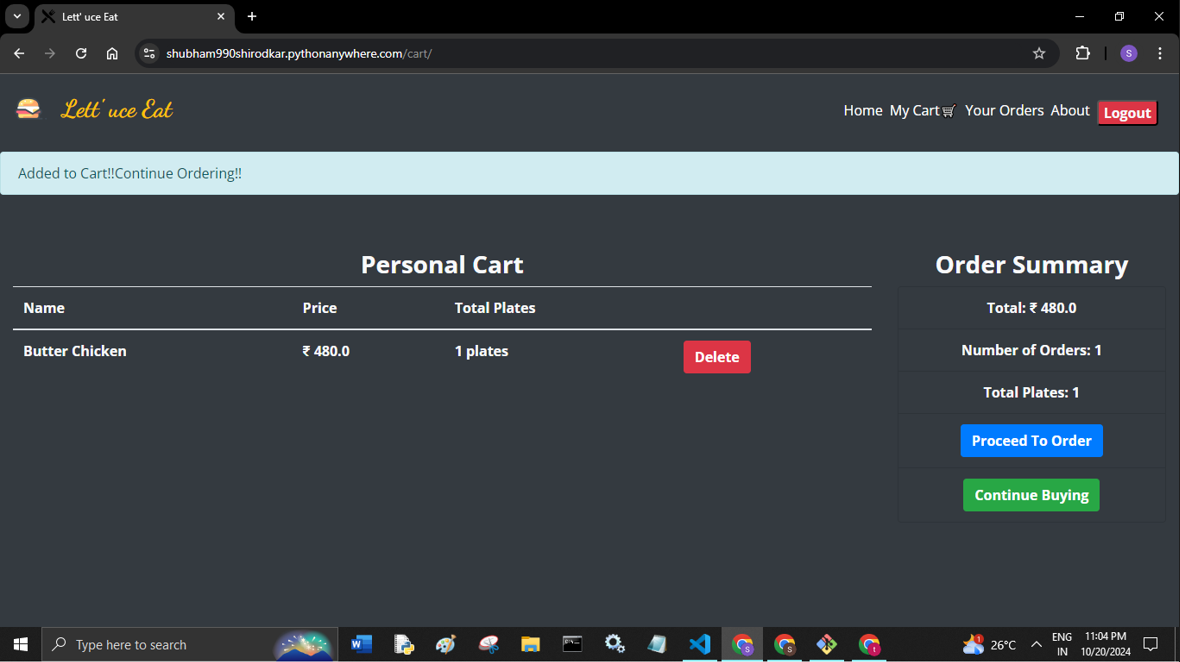 Lett' uce Eat
shubham990shirodkar.pythonanywhere.com/cart/
S
Lett' uce Eat
Home My Cart Your Orders About Logout
Added to Cart!!Continue Ordering!!
Personal Cart
Name Price Total Plates
Butter Chicken ₹ 480.0 1 plates Delete
Order Summary
Total: ₹ 480.0
Number of Orders: 1
Total Plates: 1
Proceed To Order
Continue Buying
Type here to search
26°C
ENG
IN
11:04 PM
10/20/2024